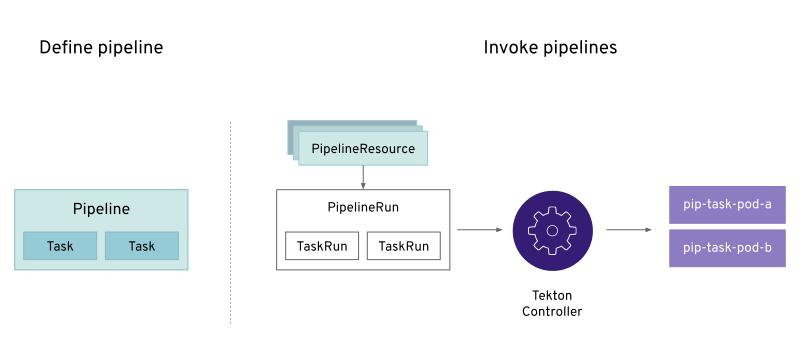 Define pipeline
Invoke pipelines
PipelineResource
Pipeline
Task
Task
PipelineRun
TaskRun
TaskRun
Tekton
Controller
pip-task-pod-a
pip-task-pod-b